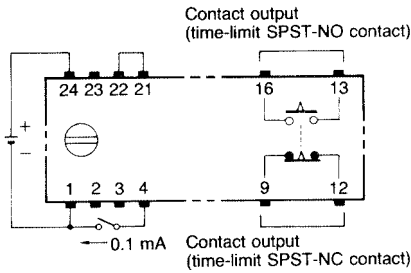 Contact output
(time-limit SPST-NO contact)
24 23 22 21 16 13
+
−
1 2 3 4 9 12
0.1 mA
Contact output
(time-limit SPST-NC contact)